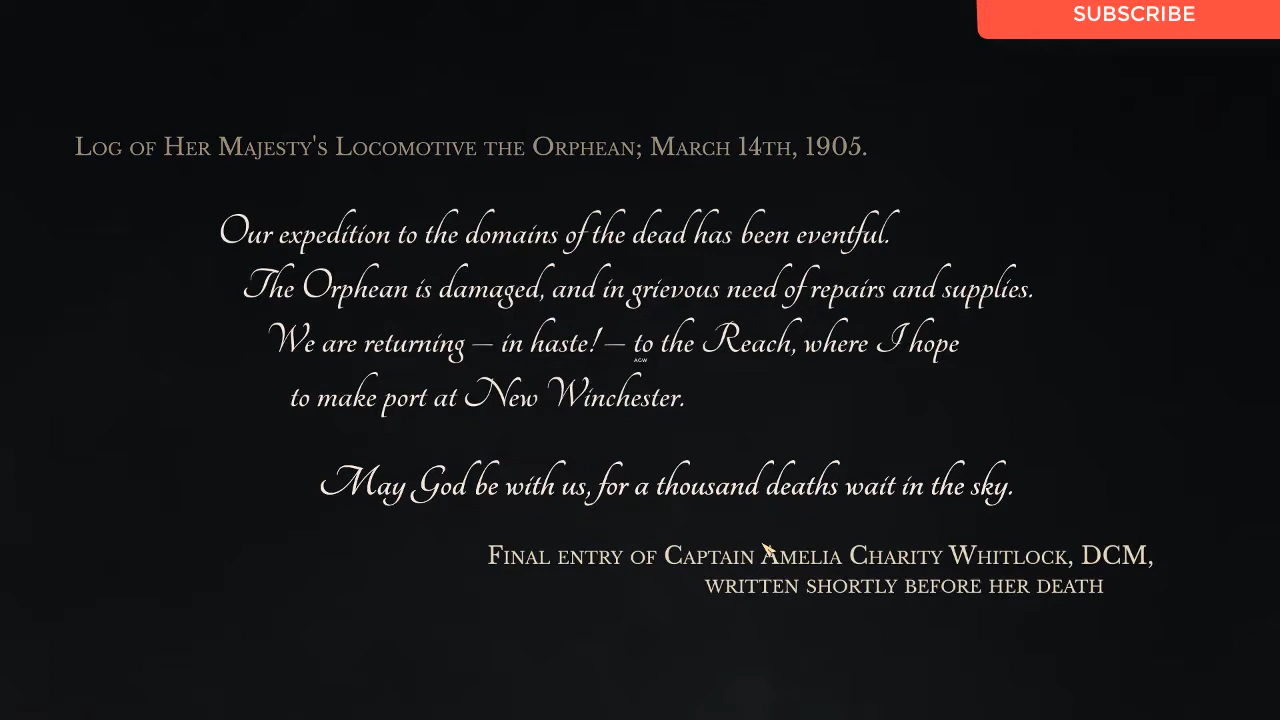 SUBSCRIBE
Log of Her Majesty's Locomotive the Orphean; March 14th, 1905.
Our expedition to the domains of the dead has been eventful.
The Orphean is damaged, and in grievous need of repairs and supplies.
We are returning — in haste! — to the Reach, where I hope
to make port at New Winchester.
May God be with us, for a thousand deaths wait in the sky.
Final entry of Captain Amelia Charity Whitlock, DCM,
written shortly before her death